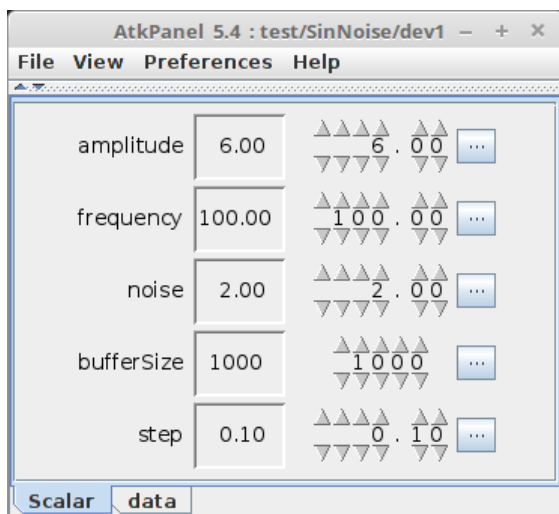 AtkPanel 5.4 : test/SinNoise/dev1
File View Preferences Help
amplitude 6.00 6.00 ...
frequency 100.00 100.00 ...
noise 2.00 2.00 ...
bufferSize 1000 1000 ...
step 0.10 0.10 ...
Scalar data